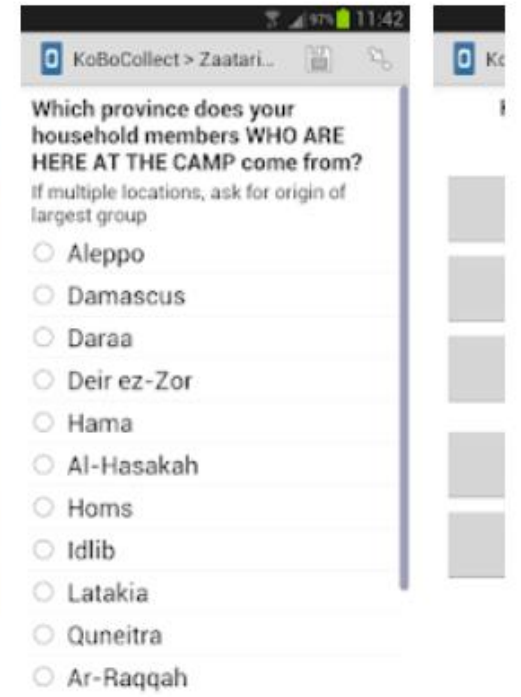 97% 11:42
KoBoCollect > Zaatari...
Which province does your
household members WHO ARE
HERE AT THE CAMP come from?
If multiple locations, ask for origin of
largest group
Aleppo
Damascus
Daraa
Deir ez-Zor
Hama
Al-Hasakah
Homs
Idlib
Latakia
Quneitra
Ar-Raqqah